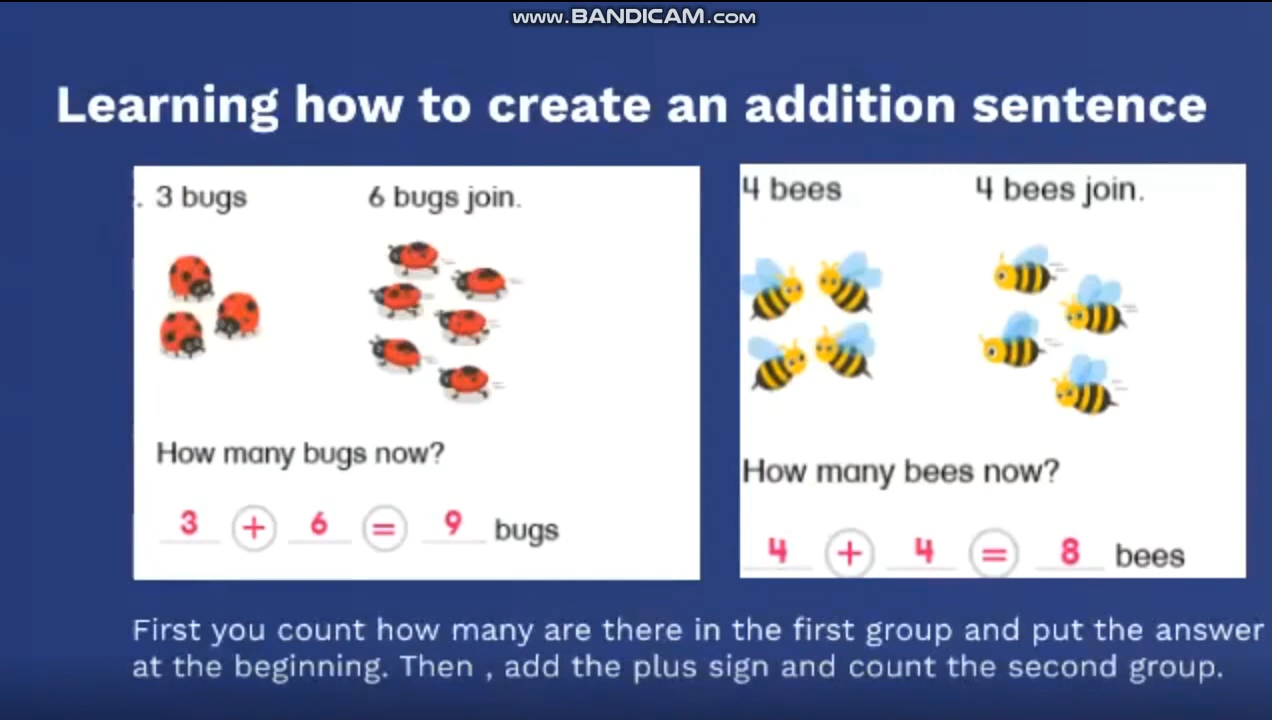 www.BANDICAM.com
Learning how to create an addition sentence
. 3 bugs 6 bugs join.
How many bugs now?
3 + 6 = 9 bugs
4 bees 4 bees join.
How many bees now?
4 + 4 = 8 bees
First you count how many are there in the first group and put the answer
at the beginning. Then , add the plus sign and count the second group.